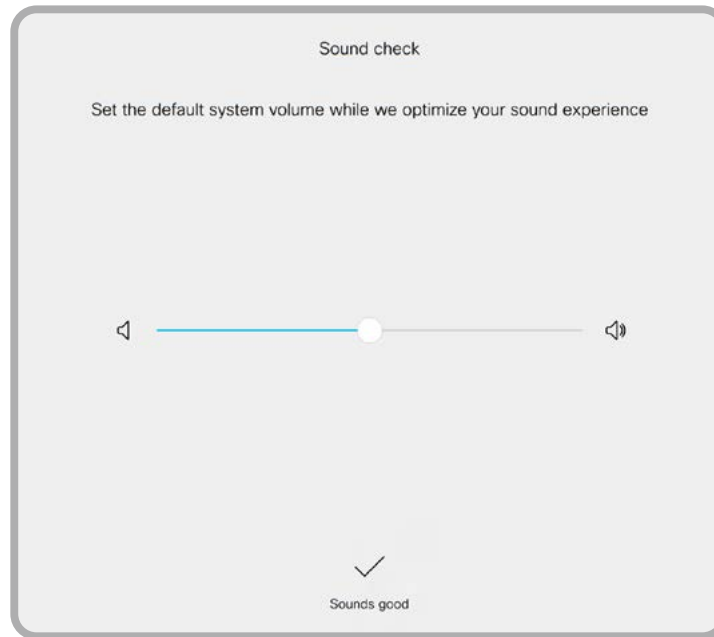 Sound check
Set the default system volume while we optimize your sound experience
Sounds good